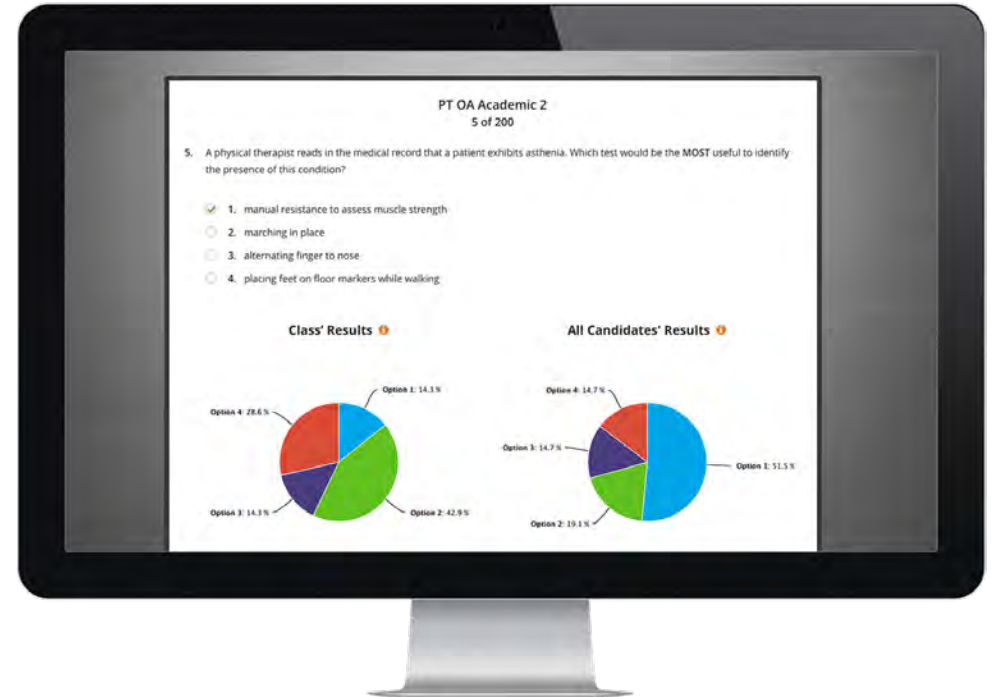 PT OA Academic 2
5 of 200
5. A physical therapist reads in the medical record that a patient exhibits asthenia. Which test would be the MOST useful to identify
the presence of this condition?
1. manual resistance to assess muscle strength
2. marching in place
3. alternating finger to nose
4. placing feet on floor markers while walking
Class' Results
All Candidates' Results
Option 1: 14.3 %
Option 4: 28.6 %
Option 3: 14.3 %
Option 2: 42.9 %
Option 4: 14.7 %
Option 3: 14.7 %
Option 1: 51.5 %
Option 2: 19.1 %